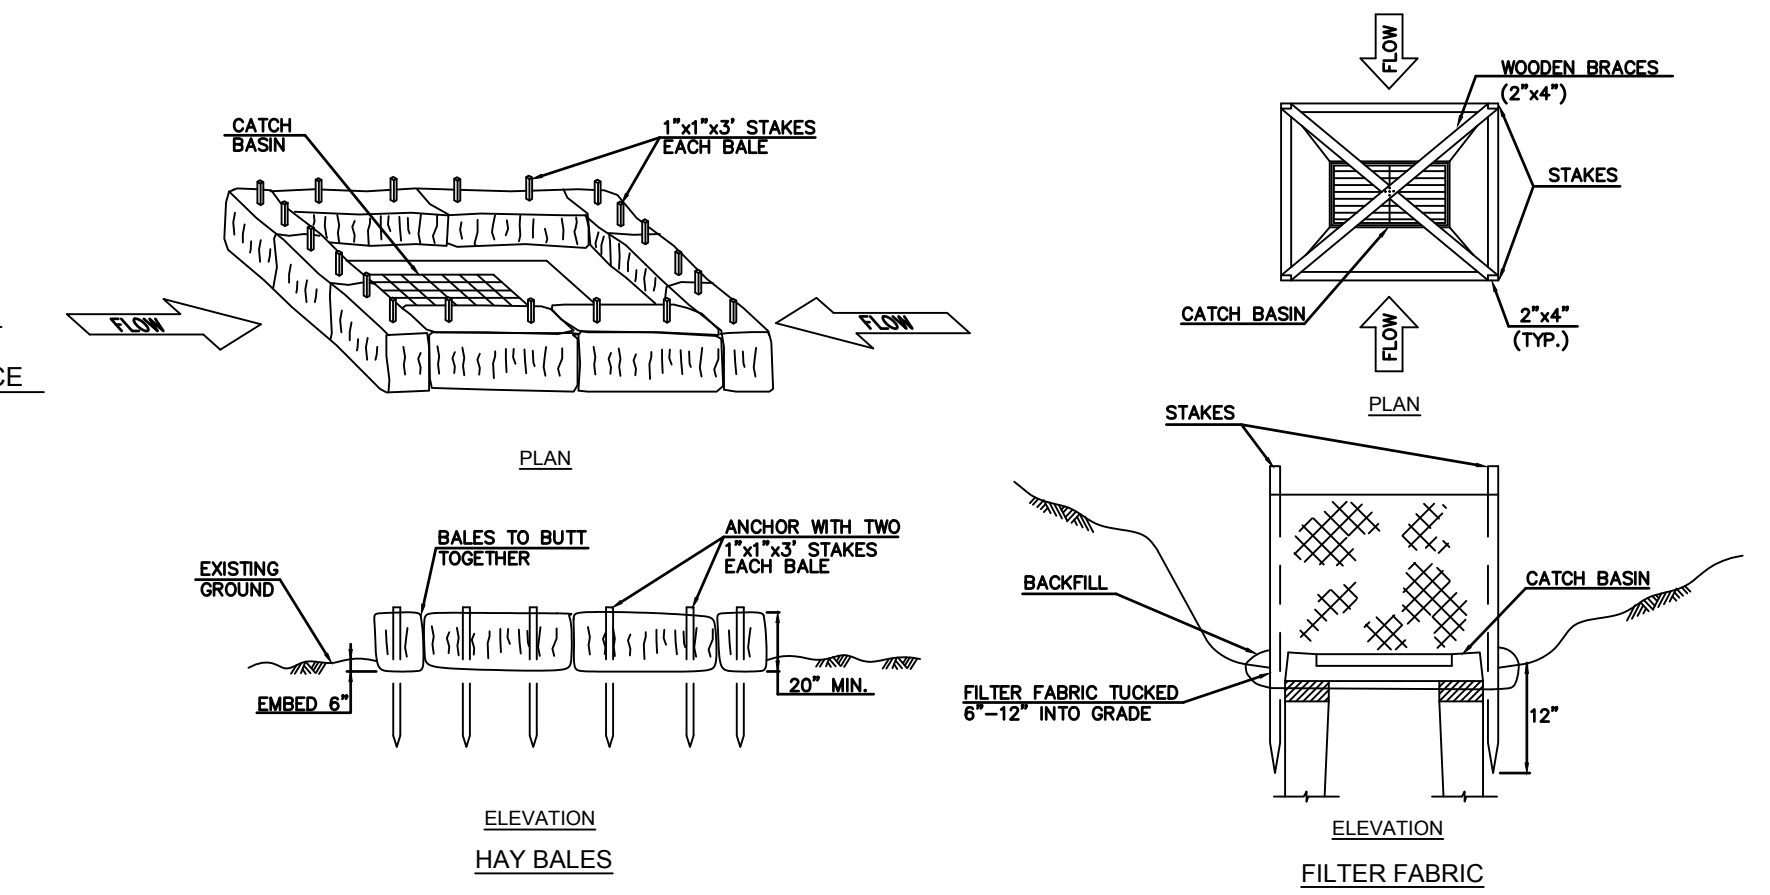 CATCH
BASIN
1"x1"x3' STAKES
EACH BALE
FLOW
FLOW
CE
PLAN
BALES TO BUTT
TOGETHER
ANCHOR WITH TWO
1"x1"x3' STAKES
EACH BALE
EXISTING
GROUND
EMBED 6"
20" MIN.
ELEVATION
HAY BALES
FLOW
WOODEN BRACES
(2"x4")
STAKES
CATCH BASIN
2"x4"
(TYP.)
FLOW
PLAN
STAKES
BACKFILL
CATCH BASIN
FILTER FABRIC TUCKED
6"-12" INTO GRADE
12"
ELEVATION
FILTER FABRIC